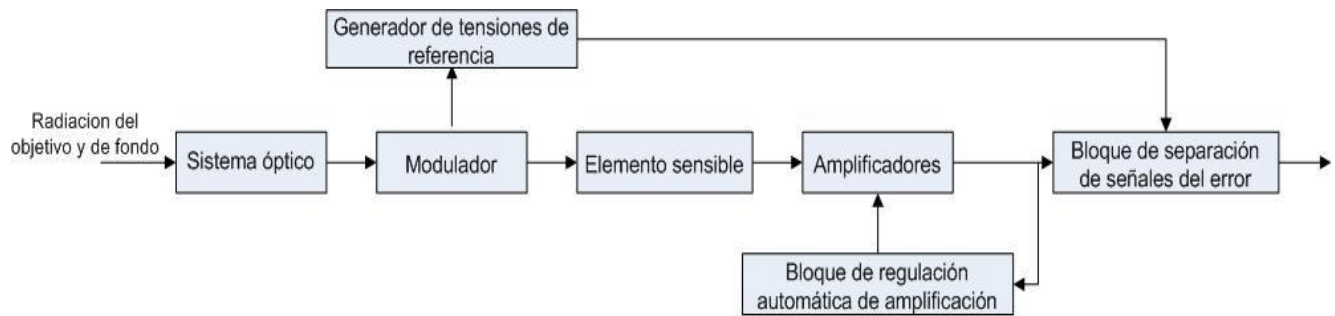 Generador de tensiones de
referencia
Radiacion del
objetivo y de fondo
Sistema óptico
Modulador
Elemento sensible
Amplificadores
Bloque de separación
de señales del error
Bloque de regulación
automática de amplificación